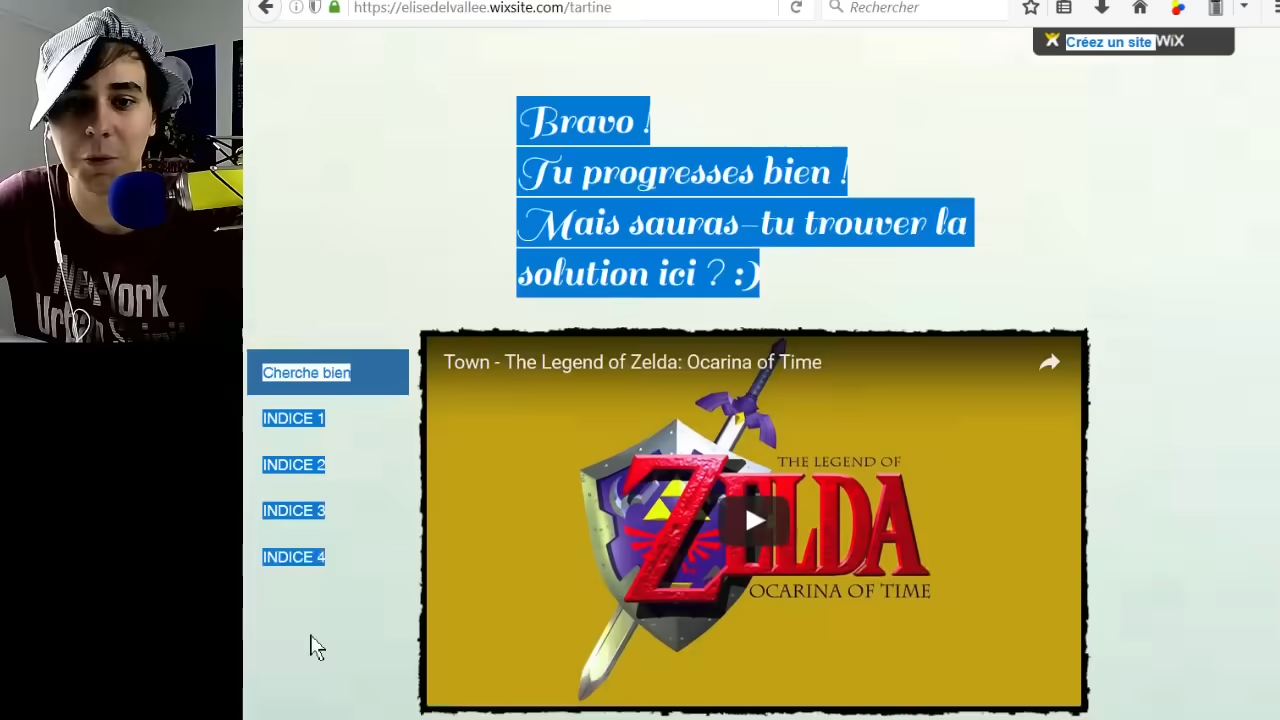 https://elisedelvallee.wixsite.com/tartine
Rechercher
Créez un site WiX
Bravo !
Tu progresses bien !
Mais sauras-tu trouver la
solution ici ? :)
Cherche bien
INDICE 1
INDICE 2
INDICE 3
INDICE 4
Town - The Legend of Zelda: Ocarina of Time
THE LEGEND OF
ZELDA
OCARINA OF TIME
New-York